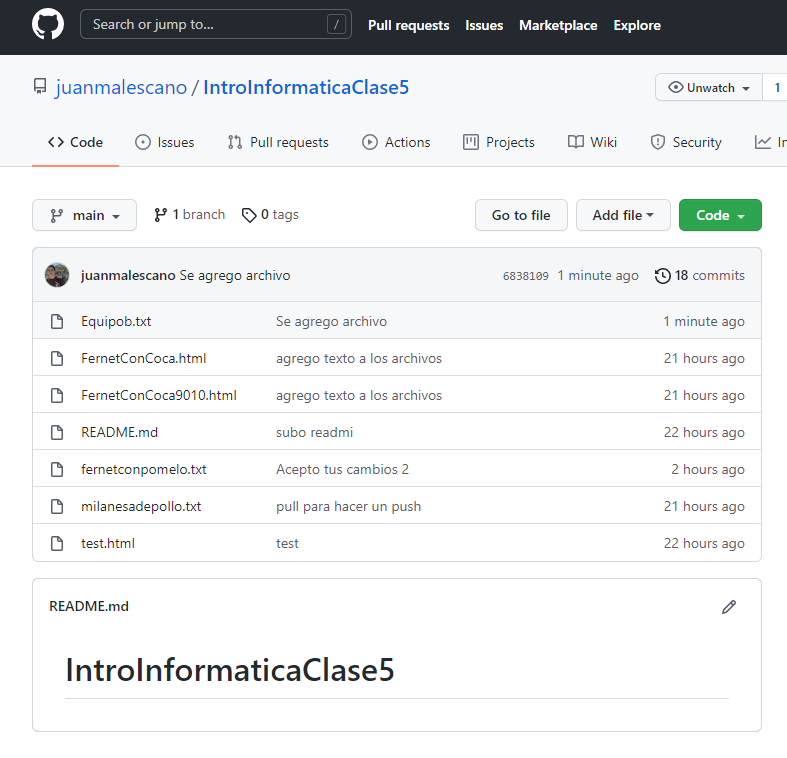 Search or jump to... /
Pull requests Issues Marketplace Explore
juanmalescano / IntroInformaticaClase5
Unwatch 1
Code Issues Pull requests Actions Projects Wiki Security
main 1 branch 0 tags Go to file Add file Code
juanmalescano Se agrego archivo 6838109 1 minute ago 18 commits
Equipob.txt Se agrego archivo 1 minute ago
FernetConCoca.html agrego texto a los archivos 21 hours ago
FernetConCoca9010.html agrego texto a los archivos 21 hours ago
README.md subo readmi 22 hours ago
fernetconpomelo.txt Acepto tus cambios 2 2 hours ago
milanesadepollo.txt pull para hacer un push 21 hours ago
test.html test 22 hours ago
README.md
IntroInformaticaClase5